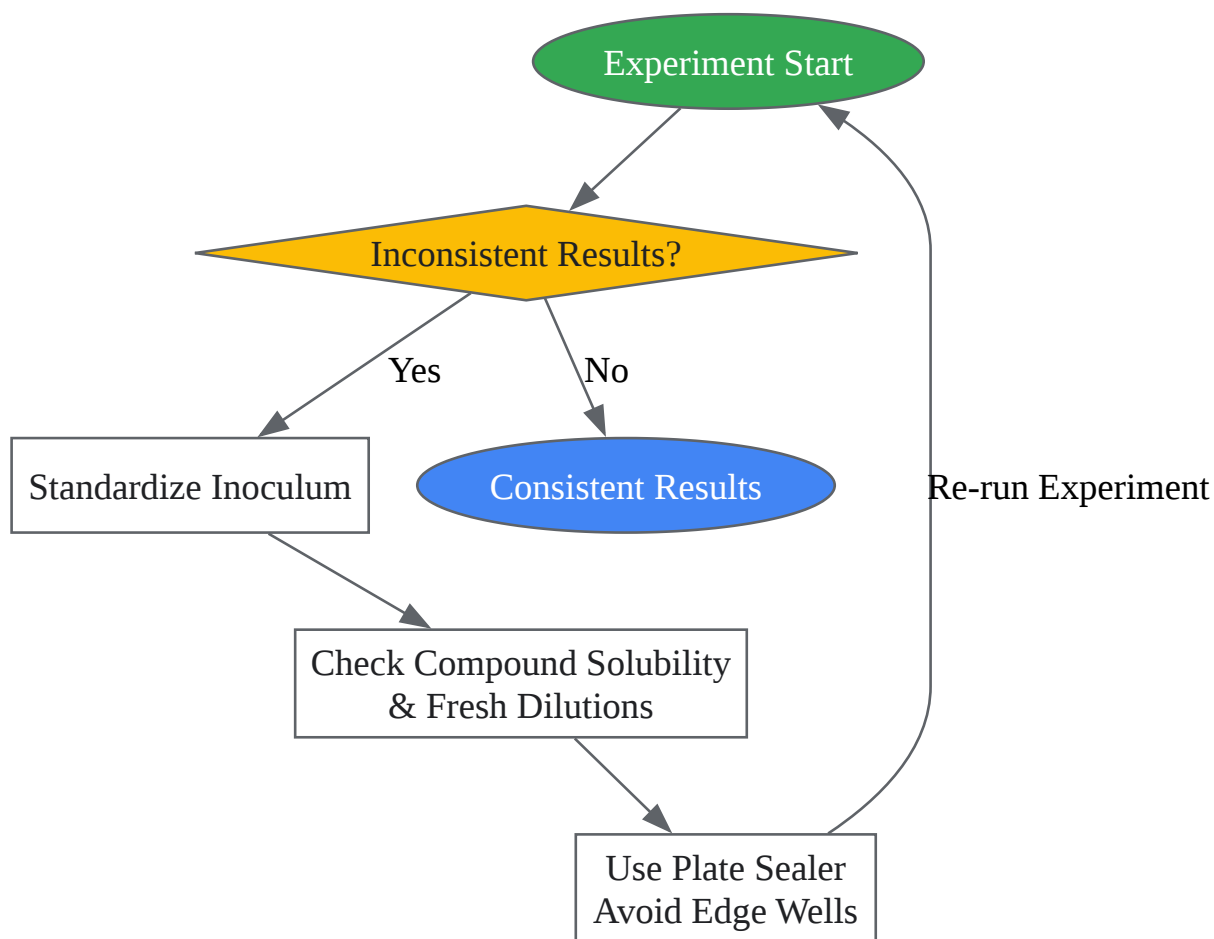 Experiment Start
Inconsistent Results?
Yes
No
Standardize Inoculum
Consistent Results
Re-run Experiment
Check Compound Solubility
& Fresh Dilutions
Use Plate Sealer
Avoid Edge Wells